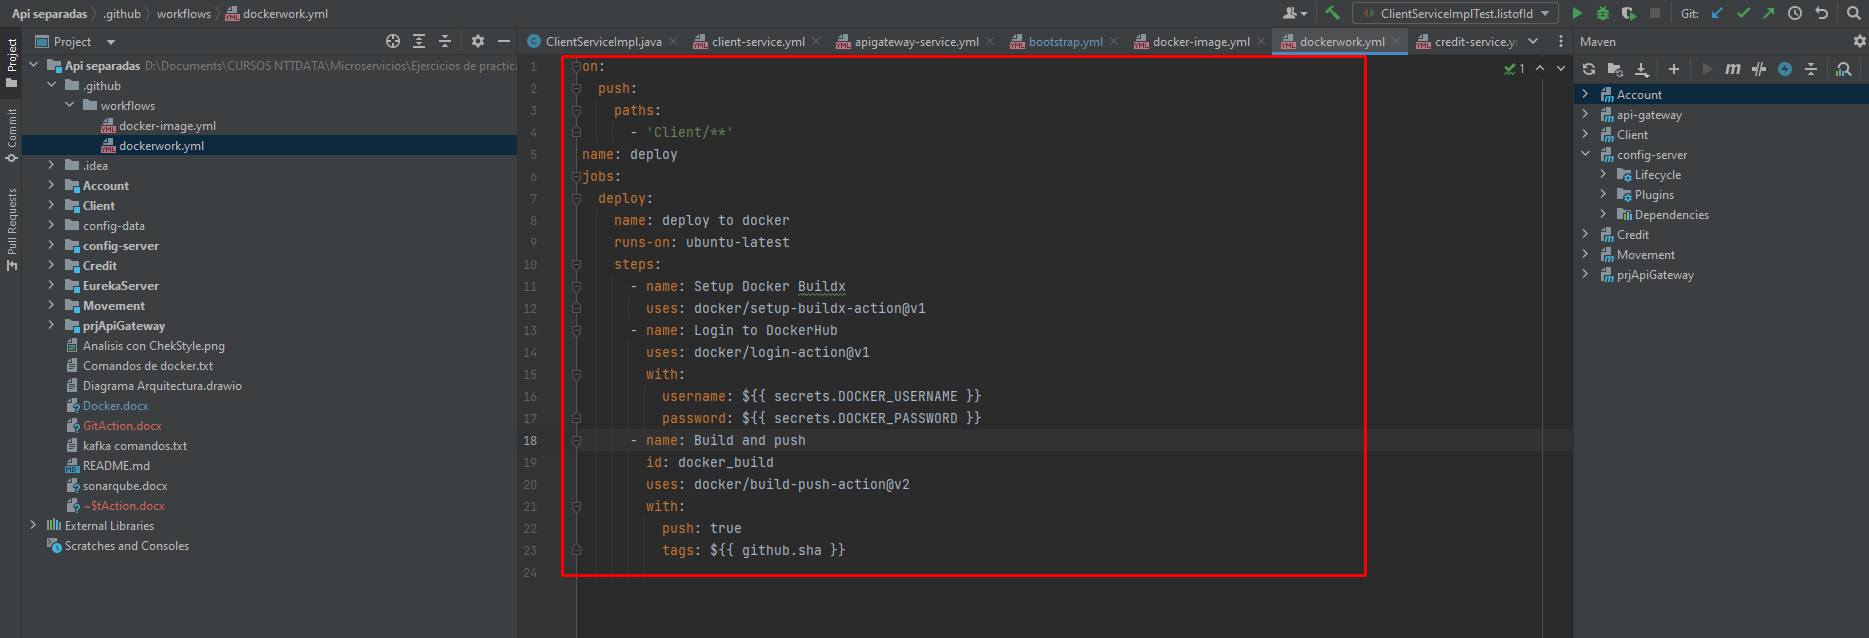 Api separadas .github workflows dockerwork.yml
ClientServiceImplTest.listofId
Git:
Project
Commit
Pull Requests
Project
Api separadas D:\Documents\CURSOS NTTDATA\Microservicios\Ejercicios de practica
.github
workflows
docker-image.yml
dockerwork.yml
.idea
Account
Client
config-data
config-server
Credit
EurekaServer
Movement
prjApiGateway
Analisis con ChekStyle.png
Comandos de docker.txt
Diagrama Arquitectura.drawio
Docker.docx
GitAction.docx
kafka comandos.txt
README.md
sonarqube.docx
~$tAction.docx
External Libraries
Scratches and Consoles
ClientServiceImpl.java client-service.yml apigateway-service.yml bootstrap.yml docker-image.yml dockerwork.yml credit-service.y
1 on:
2 push:
3 paths:
4 - 'Client/**'
5 name: deploy
6 jobs:
7 deploy:
8 name: deploy to docker
9 runs-on: ubuntu-latest
10 steps:
11 - name: Setup Docker Buildx
12 uses: docker/setup-buildx-action@v1
13 - name: Login to DockerHub
14 uses: docker/login-action@v1
15 with:
16 username: ${{ secrets.DOCKER_USERNAME }}
17 password: ${{ secrets.DOCKER_PASSWORD }}
18 - name: Build and push
19 id: docker_build
20 uses: docker/build-push-action@v2
21 with:
22 push: true
23 tags: ${{ github.sha }}
24
1
Maven
Account
api-gateway
Client
config-server
Lifecycle
Plugins
Dependencies
Credit
Movement
prjApiGateway